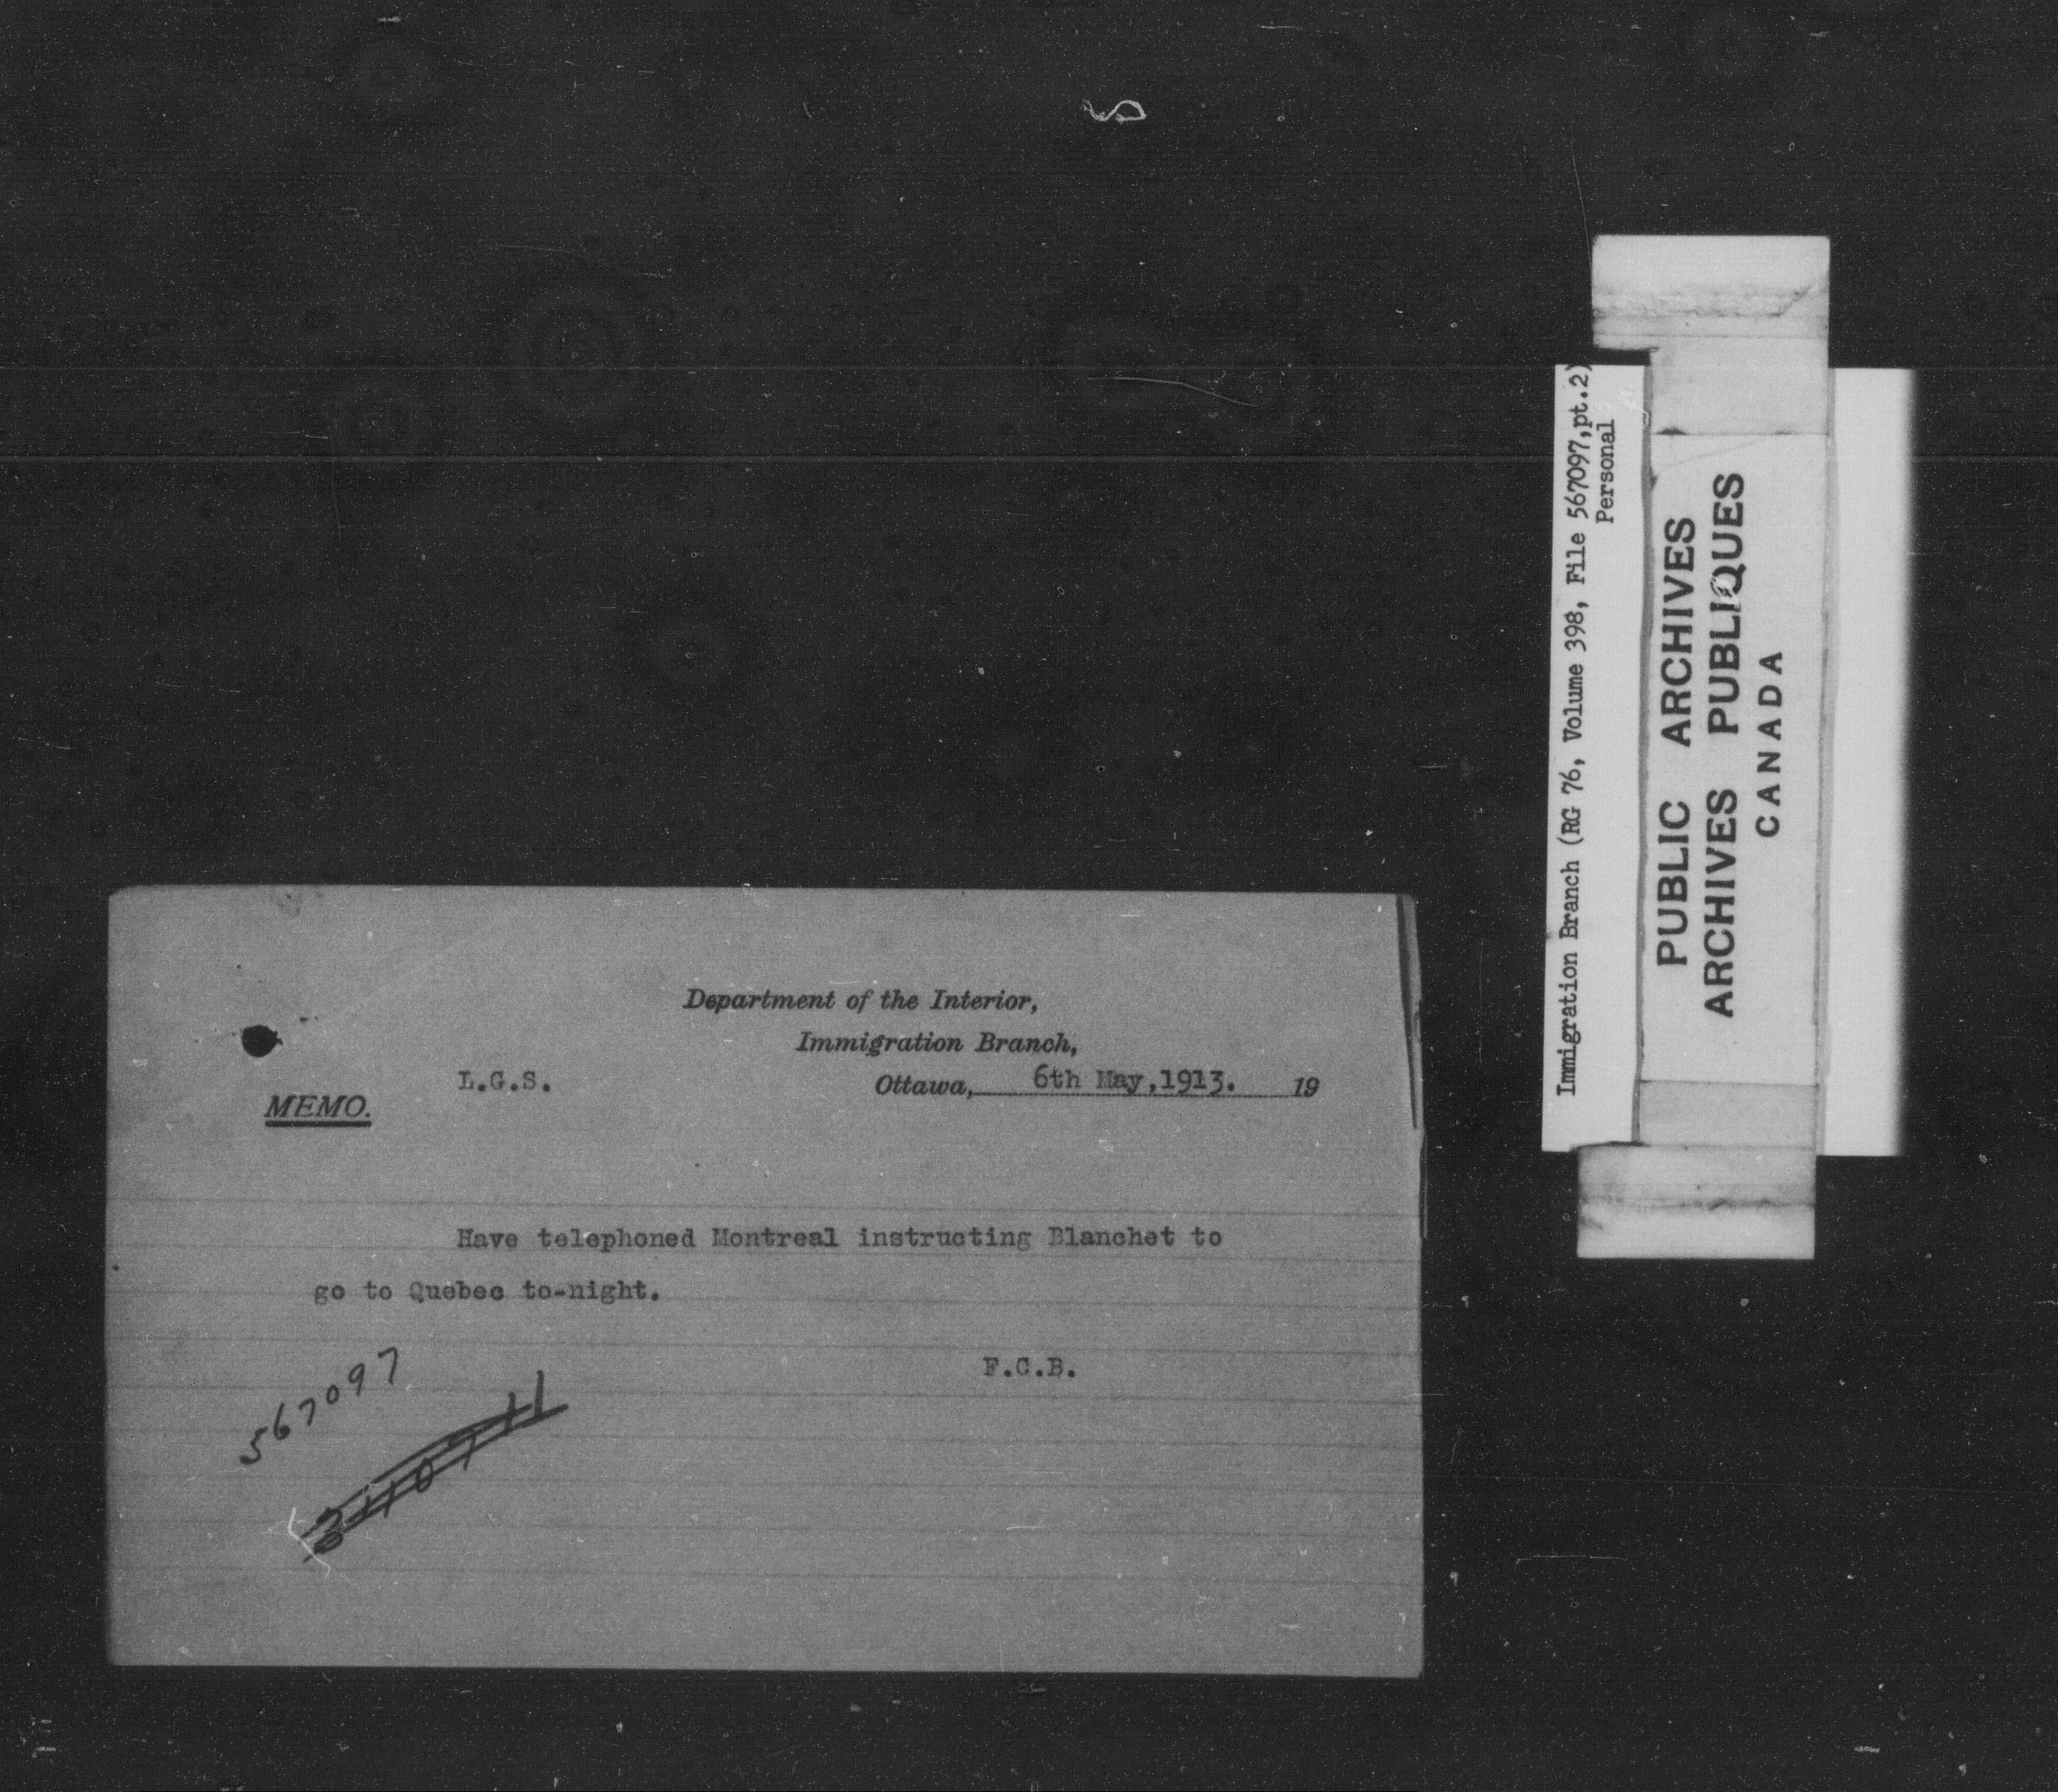 Department of the Interior,
Immigration Branch,
L.G.S.
Ottawa, 6th May,1913. 19
MEMO.
Have telephoned Montreal instructing Blanchet to
go to Quebec to-night.
F.C.B.
567097
Immigration Branch (RG 76, Volume 398, File 567097,pt.2)
Personal
PUBLIC ARCHIVES
ARCHIVES PUBLIQUES
CANADA